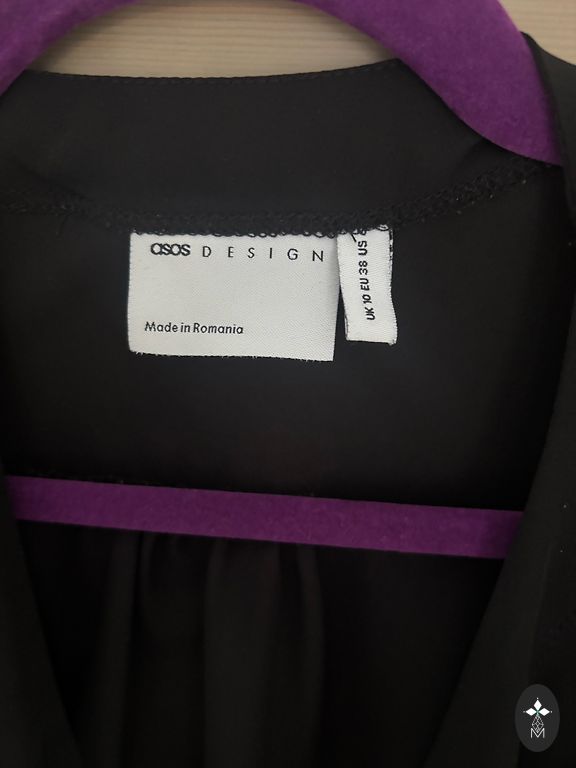 asos DESIGN
Made in Romania
UK 10 EU 38 US